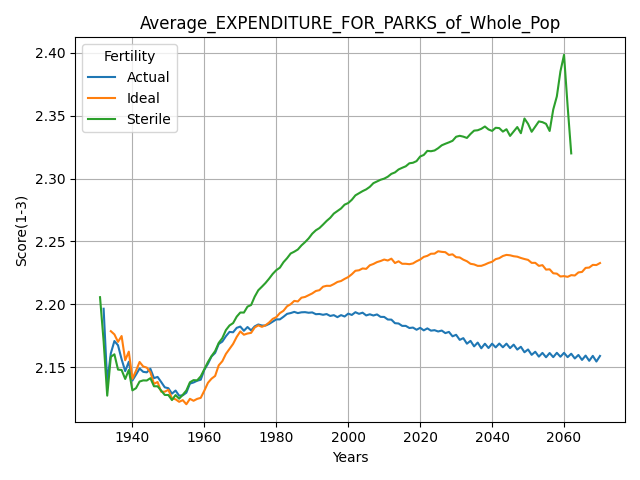 Average_EXPENDITURE_FOR_PARKS_of_Whole_Pop
Fertility
Actual
Ideal
Sterile
2.40
2.35
2.30
2.25
2.20
2.15
Score(1-3)
1940 1960 1980 2000 2020 2040 2060
Years